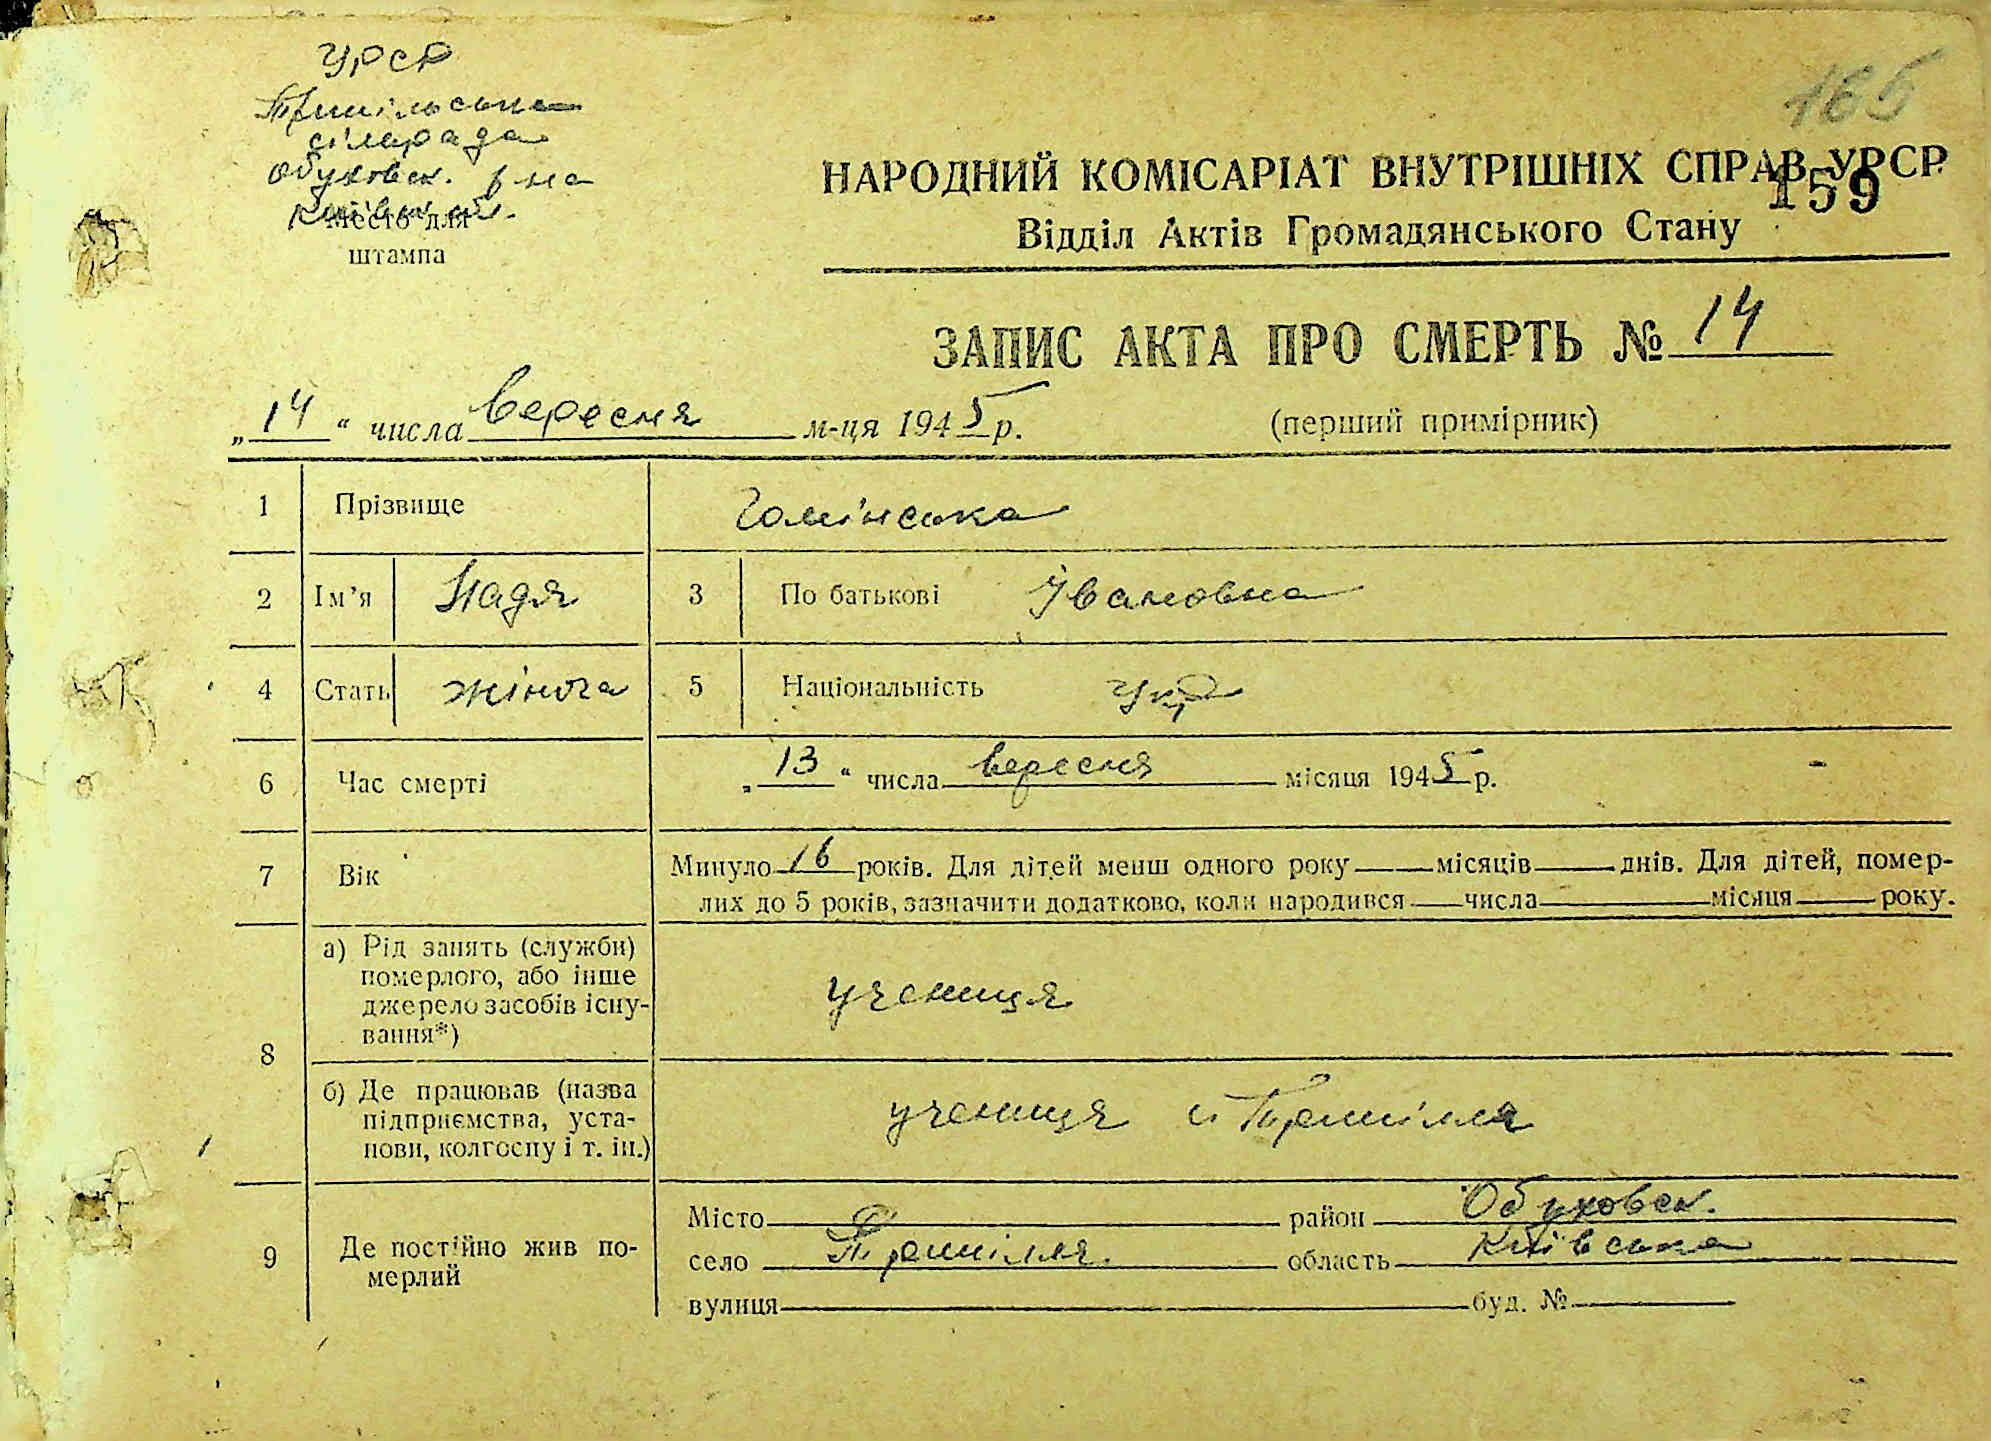 УРСР
Трипільська
сільрада
Обуховск. р-на
Київськ. обл.
Место для
штампа
165
НАРОДНИЙ КОМІСАРІАТ ВНУТРІШНІХ СПРАВ УРСР
159
Відділ Актів Громадянського Стану
ЗАПИС АКТА ПРО СМЕРТЬ № 14
„14“ числа вересня м-ця 1945 р.
(перший примірник)
1 Прізвище Гомінська
2 Ім’я Надя 3 По батькові Івановна
4 Стать жіноча 5 Національність Укр
6 Час смерті „13“ числа вересня місяця 1945 р.
7 Вік Минуло 16 років. Для дітей менш одного року — місяців — днів. Для дітей, помер-
лих до 5 років, зазначити додатково, коли народився — числа — місяця — року.
8 а) Рід занять (служби)
померлого, або інше
джерело засобів існу-
вання*)
учениця
б) Де працював (назва
підприємства, уста-
нови, колгоспу і т. ін.)
учениця с Трипілля
9 Де постійно жив по-
мерлий
Місто район Обуховск.
село Трипілля. область Київська
вулиця буд. №